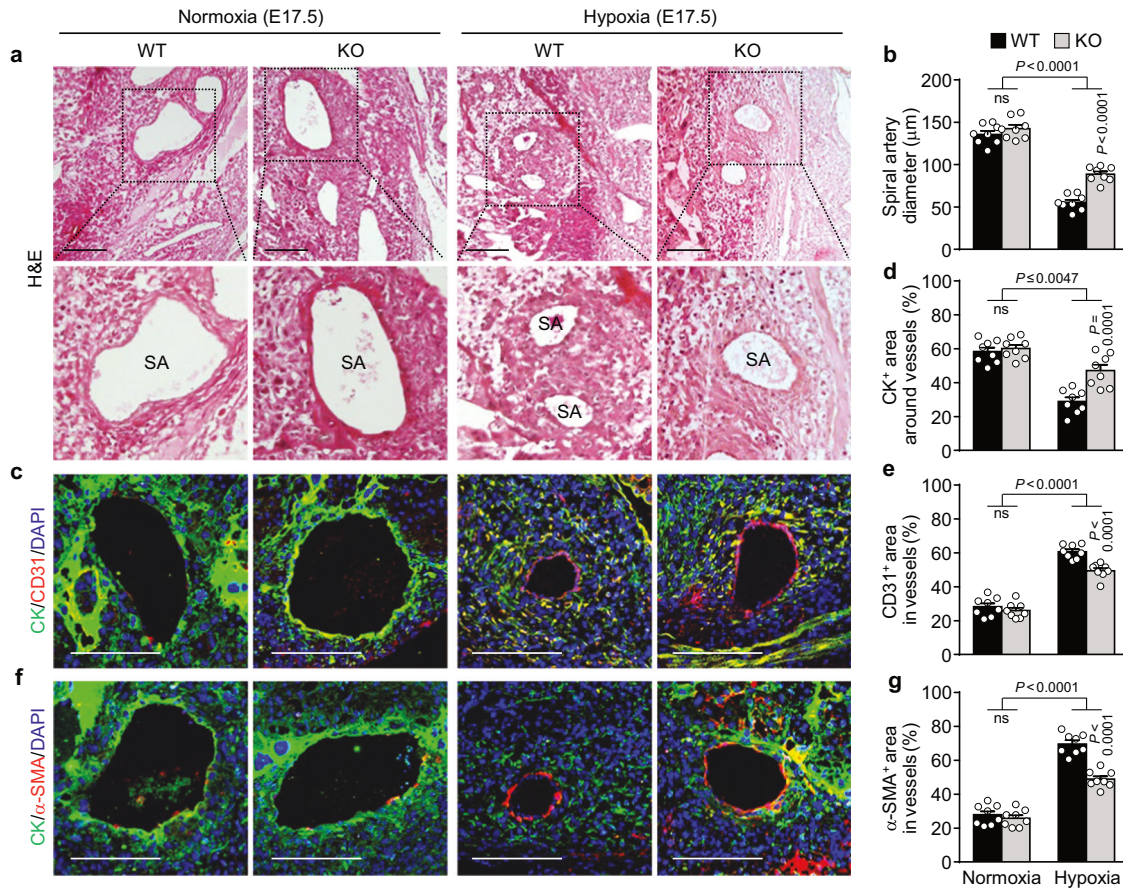 Normoxia (E17.5)
Hypoxia (E17.5)
WT
KO
WT
KO
a
H&E
SA
SA
SA
SA
SA
c
CK/CD31/DAPI
f
CK/α-SMA/DAPI
WT
KO
b
P < 0.0001
ns
P < 0.0001
200
150
100
50
0
Spiral artery
diameter (μm)
d
P ≤ 0.0047
ns
P =
0.0001
100
80
60
40
20
0
CK⁺ area
around vessels (%)
e
P < 0.0001
ns
P <
0.0001
100
80
60
40
20
0
CD31⁺ area
in vessels (%)
g
P < 0.0001
ns
P <
0.0001
100
80
60
40
20
0
α-SMA⁺ area
in vessels (%)
Normoxia
Hypoxia